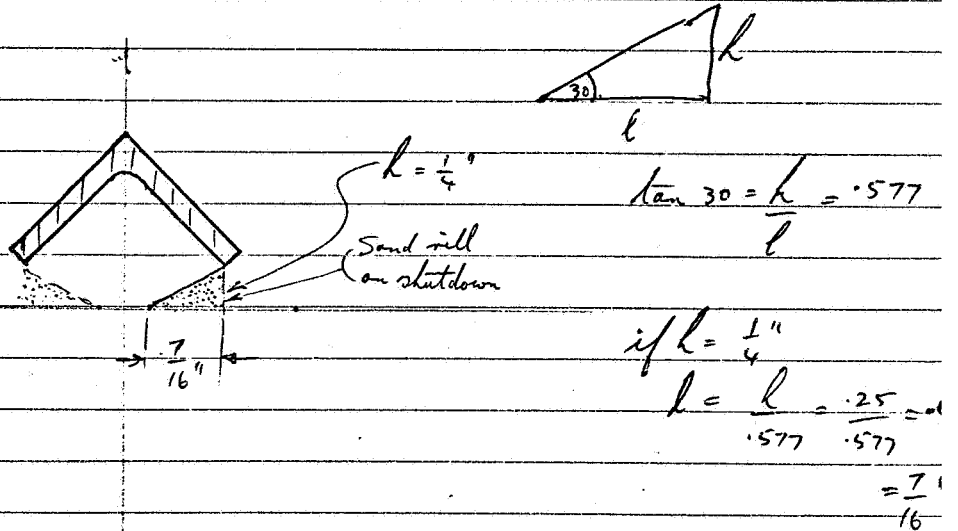 h
30
l
h = 1/4"
Sand
on shutdown
7/16"
tan 30 = h/l = .577
if h = 1/4"
l = h/.577 = .25/.577 =
= 7/16"